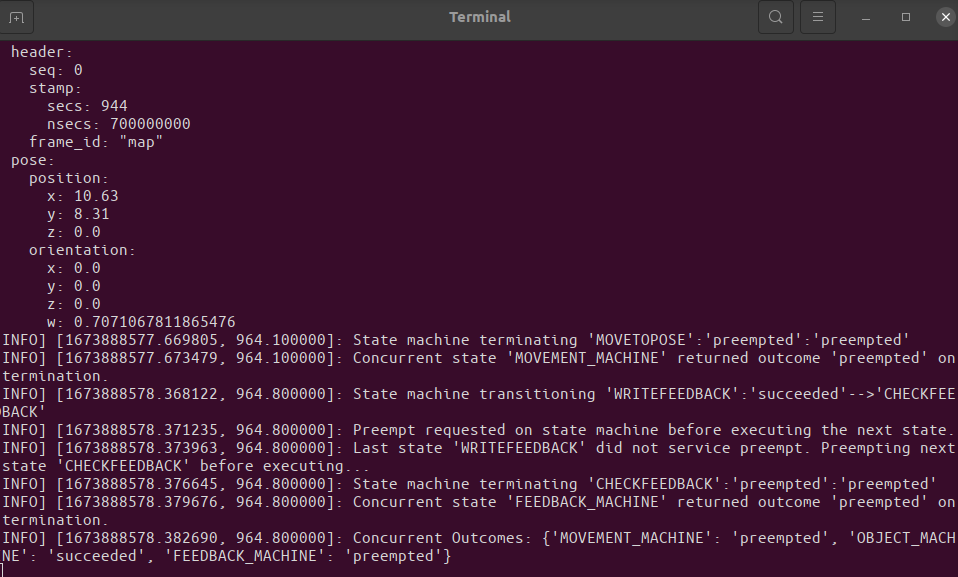 Terminal
header:
seq: 0
stamp:
secs: 944
nsecs: 700000000
frame_id: "map"
pose:
position:
x: 10.63
y: 8.31
z: 0.0
orientation:
x: 0.0
y: 0.0
z: 0.0
w: 0.7071067811865476
INFO] [1673888577.669805, 964.100000]: State machine terminating 'MOVETOPOSE':'preempted':'preempted'
INFO] [1673888577.673479, 964.100000]: Concurrent state 'MOVEMENT_MACHINE' returned outcome 'preempted' on
termination.
INFO] [1673888578.368122, 964.800000]: State machine transitioning 'WRITEFEEDBACK':'succeeded'-->'CHECKFEE
DBACK'
INFO] [1673888578.371235, 964.800000]: Preempt requested on state machine before executing the next state.
INFO] [1673888578.373963, 964.800000]: Last state 'WRITEFEEDBACK' did not service preempt. Preempting next
state 'CHECKFEEDBACK' before executing...
INFO] [1673888578.376645, 964.800000]: State machine terminating 'CHECKFEEDBACK':'preempted':'preempted'
INFO] [1673888578.379676, 964.800000]: Concurrent state 'FEEDBACK_MACHINE' returned outcome 'preempted' on
termination.
INFO] [1673888578.382690, 964.800000]: Concurrent Outcomes: {'MOVEMENT_MACHINE': 'preempted', 'OBJECT_MACH
NE': 'succeeded', 'FEEDBACK_MACHINE': 'preempted'}